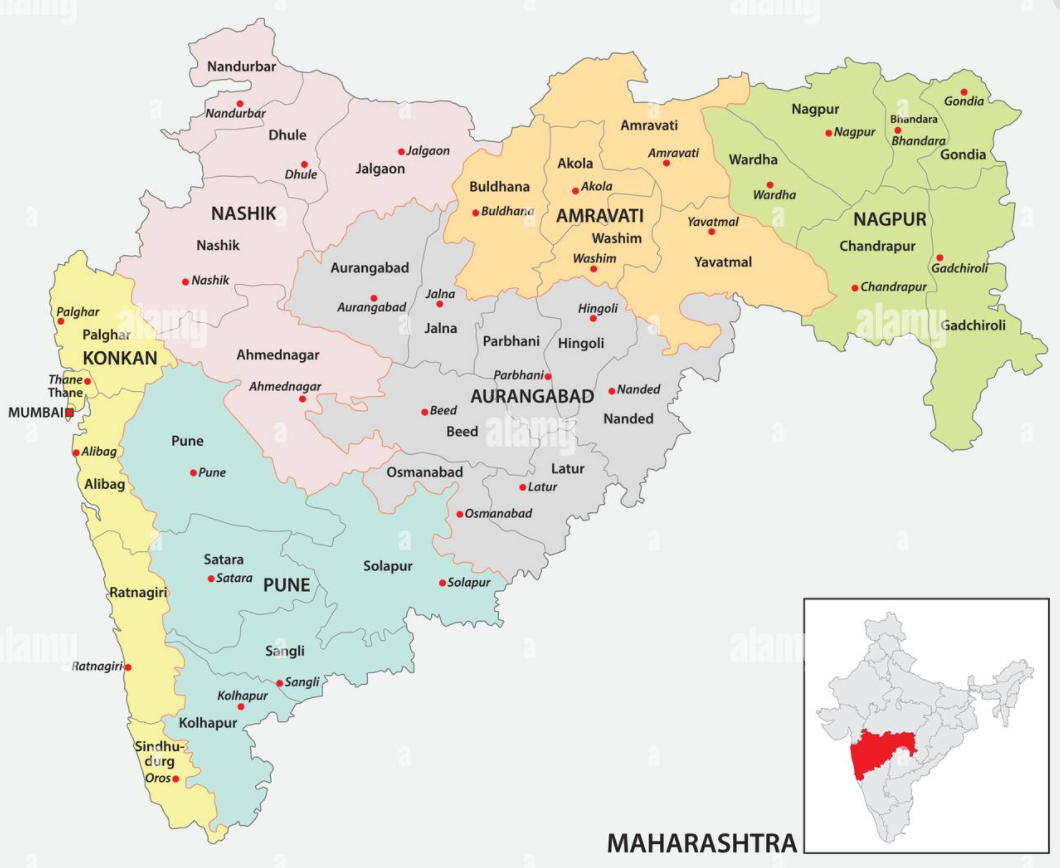 Nandurbar
Nandurbar
Dhule
Dhule
Jalgaon
Jalgaon
NASHIK
Nashik
Nashik
Ahmednagar
Ahmednagar
Buldhana
Buldhana
Akola
Akola
Amravati
Amravati
AMRAVATI
Washim
Washim
Yavatmal
Yavatmal
Nagpur
Nagpur
Wardha
Wardha
Bhandara
Bhandara
Gondia
Gondia
NAGPUR
Chandrapur
Chandrapur
Gadchiroli
Gadchiroli
Aurangabad
Aurangabad
Jalna
Jalna
Parbhani
Parbhani
Hingoli
Hingoli
AURANGABAD
Nanded
Nanded
Beed
Beed
Latur
Latur
Osmanabad
Osmanabad
Palghar
Palghar
KONKAN
Thane
Thane
MUMBAI
Alibag
Alibag
Ratnagiri
Ratnagiri
Sindhu-
durg
Oros
Pune
Pune
Satara
Satara
PUNE
Solapur
Solapur
Sangli
Sangli
Kolhapur
Kolhapur
MAHARASHTRA
alamy
alamy
alamy
alamy
alamy
alamy
alamy
alamy
a
a
a
a
a
a
a
a
a
a
a
a